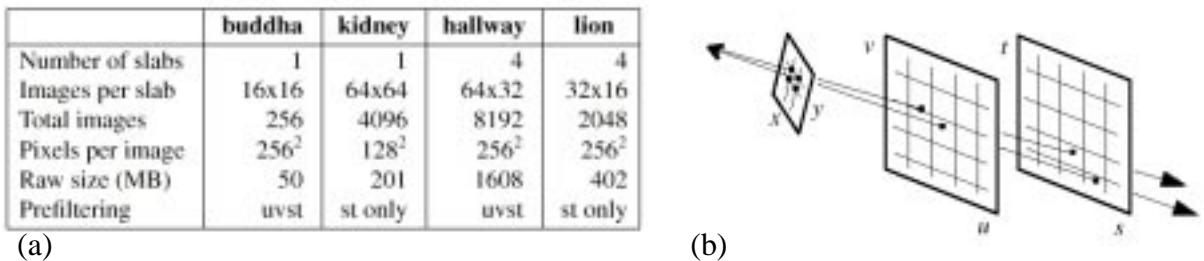 buddha kidney hallway lion
Number of slabs 1 1 4 4
Images per slab 16x16 64x64 64x32 32x16
Total images 256 4096 8192 2048
Pixels per image 256² 128² 256² 256²
Raw size (MB) 50 201 1608 402
Prefiltering uvst st only uvst st only
(a)
v t
x y
u s
(b)